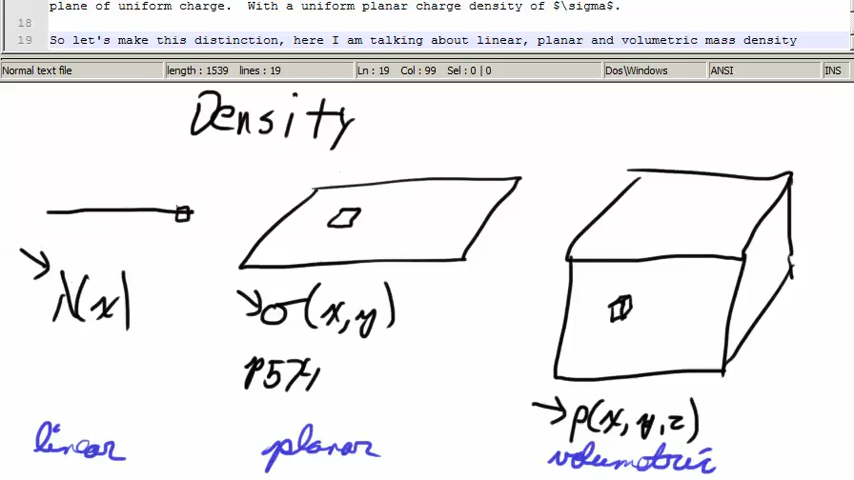 plane of uniform charge.  With a uniform planar charge density of $\sigma$.
18
19 So let's make this distinction, here I am talking about linear, planar and volumetric mass density
Normal text file length : 1539 lines : 19 Ln : 19 Col : 99 Sel : 0 | 0 Dos\Windows ANSI INS
Density
λ(x)
σ(x,y)
ρ(x,y,z)
linear planar volumetric